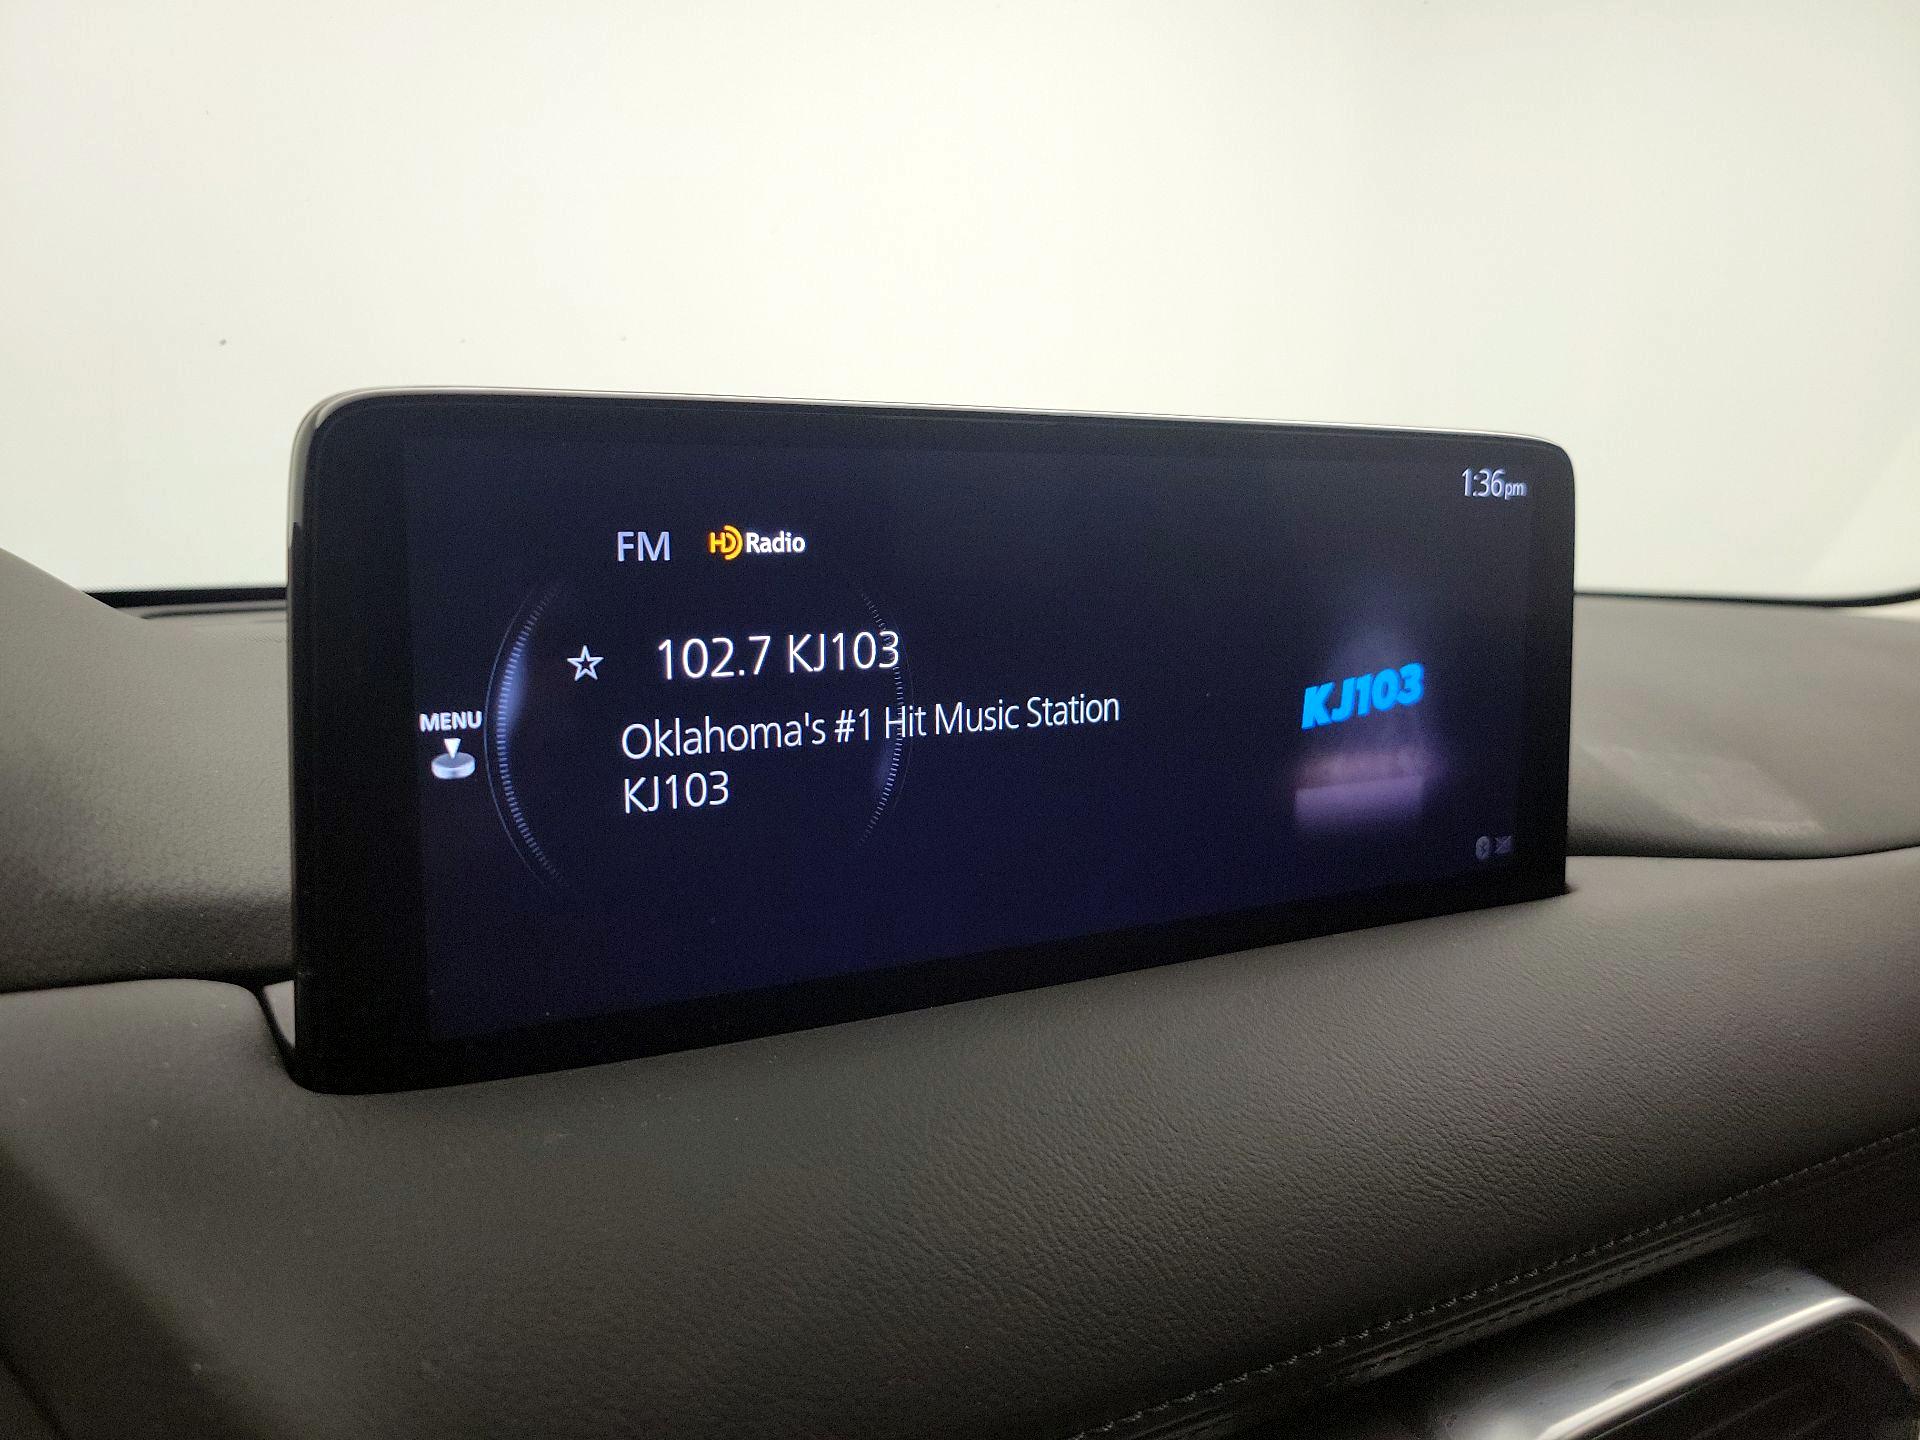 1:36pm
FM HD Radio
102.7 KJ103
Oklahoma's #1 Hit Music Station
KJ103
MENU
KJ103